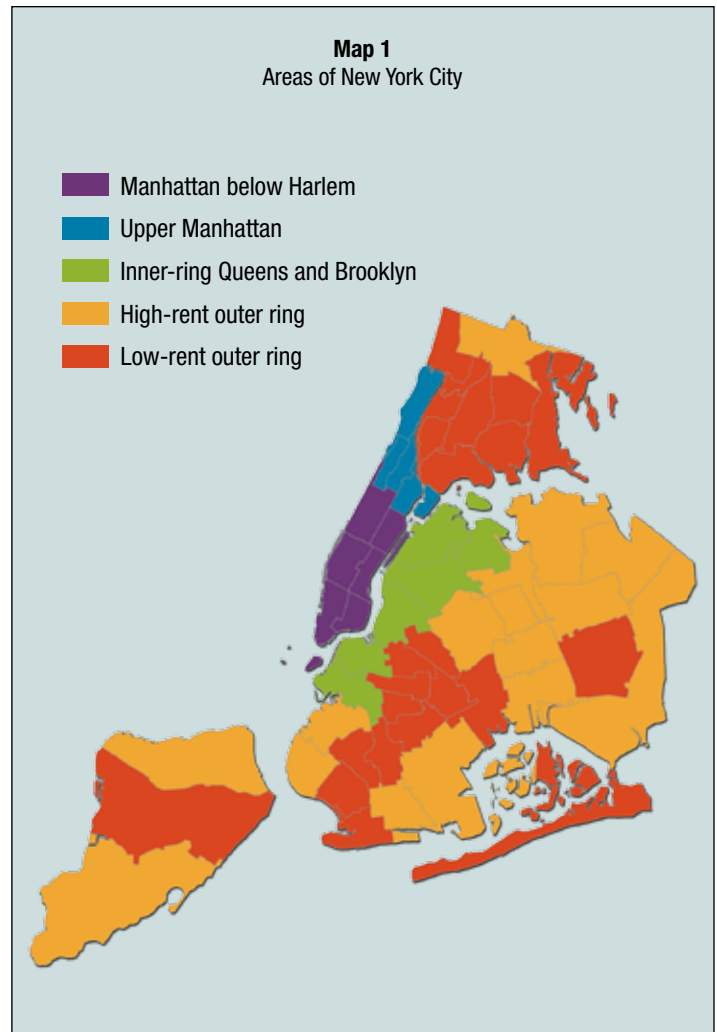 Map 1
Areas of New York City
Manhattan below Harlem
Upper Manhattan
Inner-ring Queens and Brooklyn
High-rent outer ring
Low-rent outer ring